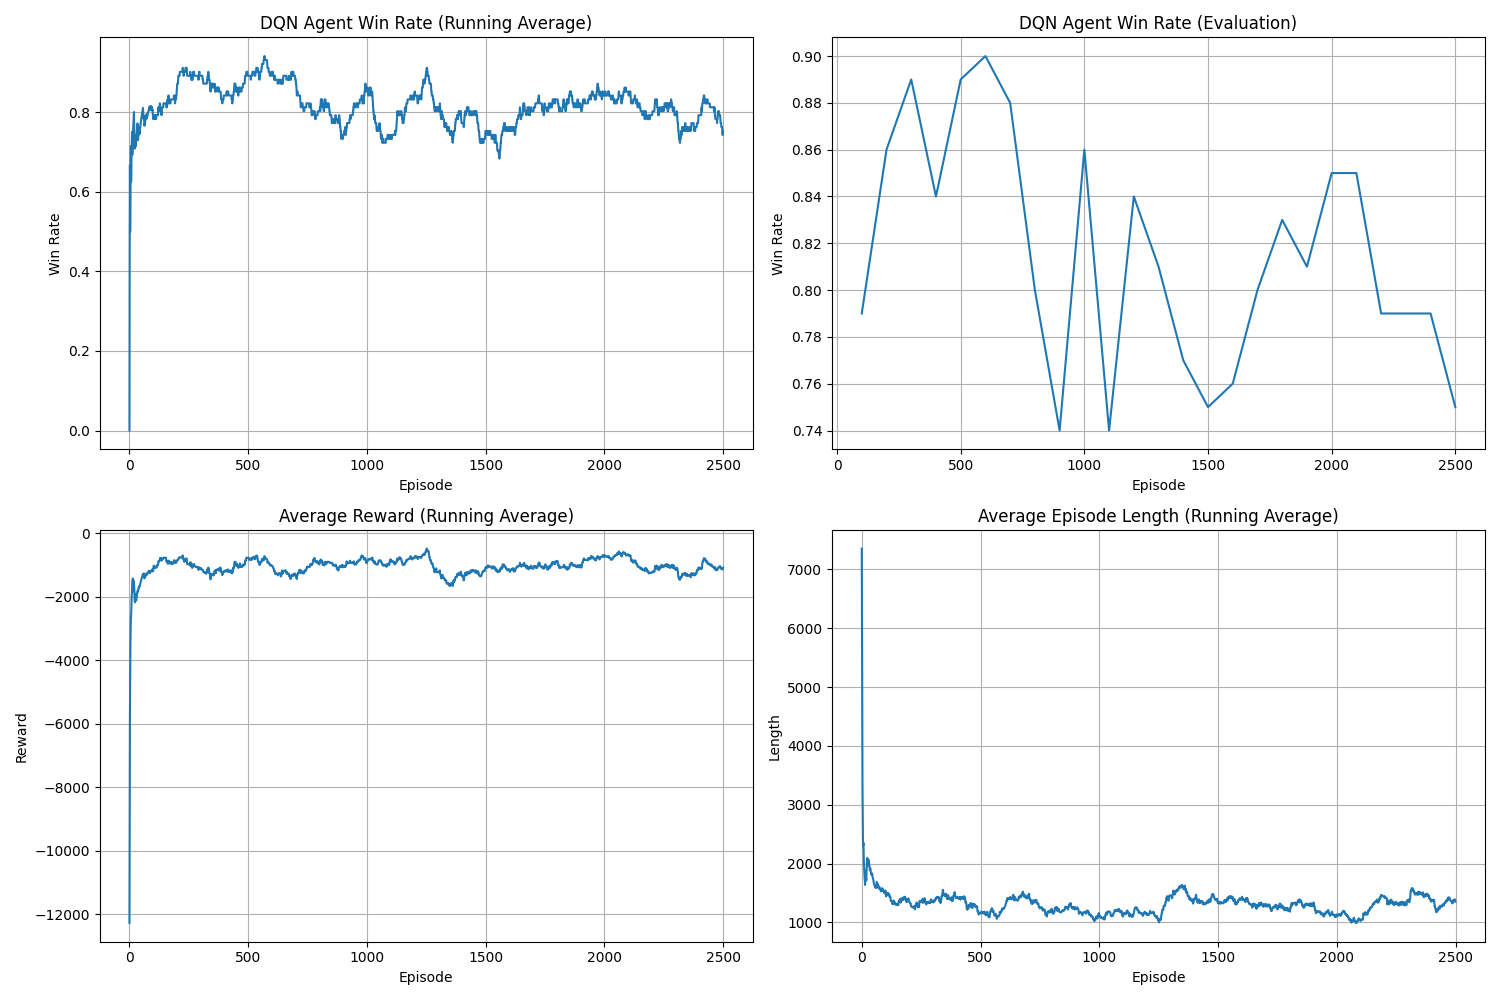 DQN Agent Win Rate (Running Average)
Win Rate
0.8
0.6
0.4
0.2
0.0
0 500 1000 1500 2000 2500
Episode
DQN Agent Win Rate (Evaluation)
Win Rate
0.90
0.88
0.86
0.84
0.82
0.80
0.78
0.76
0.74
0 500 1000 1500 2000 2500
Episode
Average Reward (Running Average)
Reward
0
−2000
−4000
−6000
−8000
−10000
−12000
0 500 1000 1500 2000 2500
Episode
Average Episode Length (Running Average)
Length
7000
6000
5000
4000
3000
2000
1000
0 500 1000 1500 2000 2500
Episode